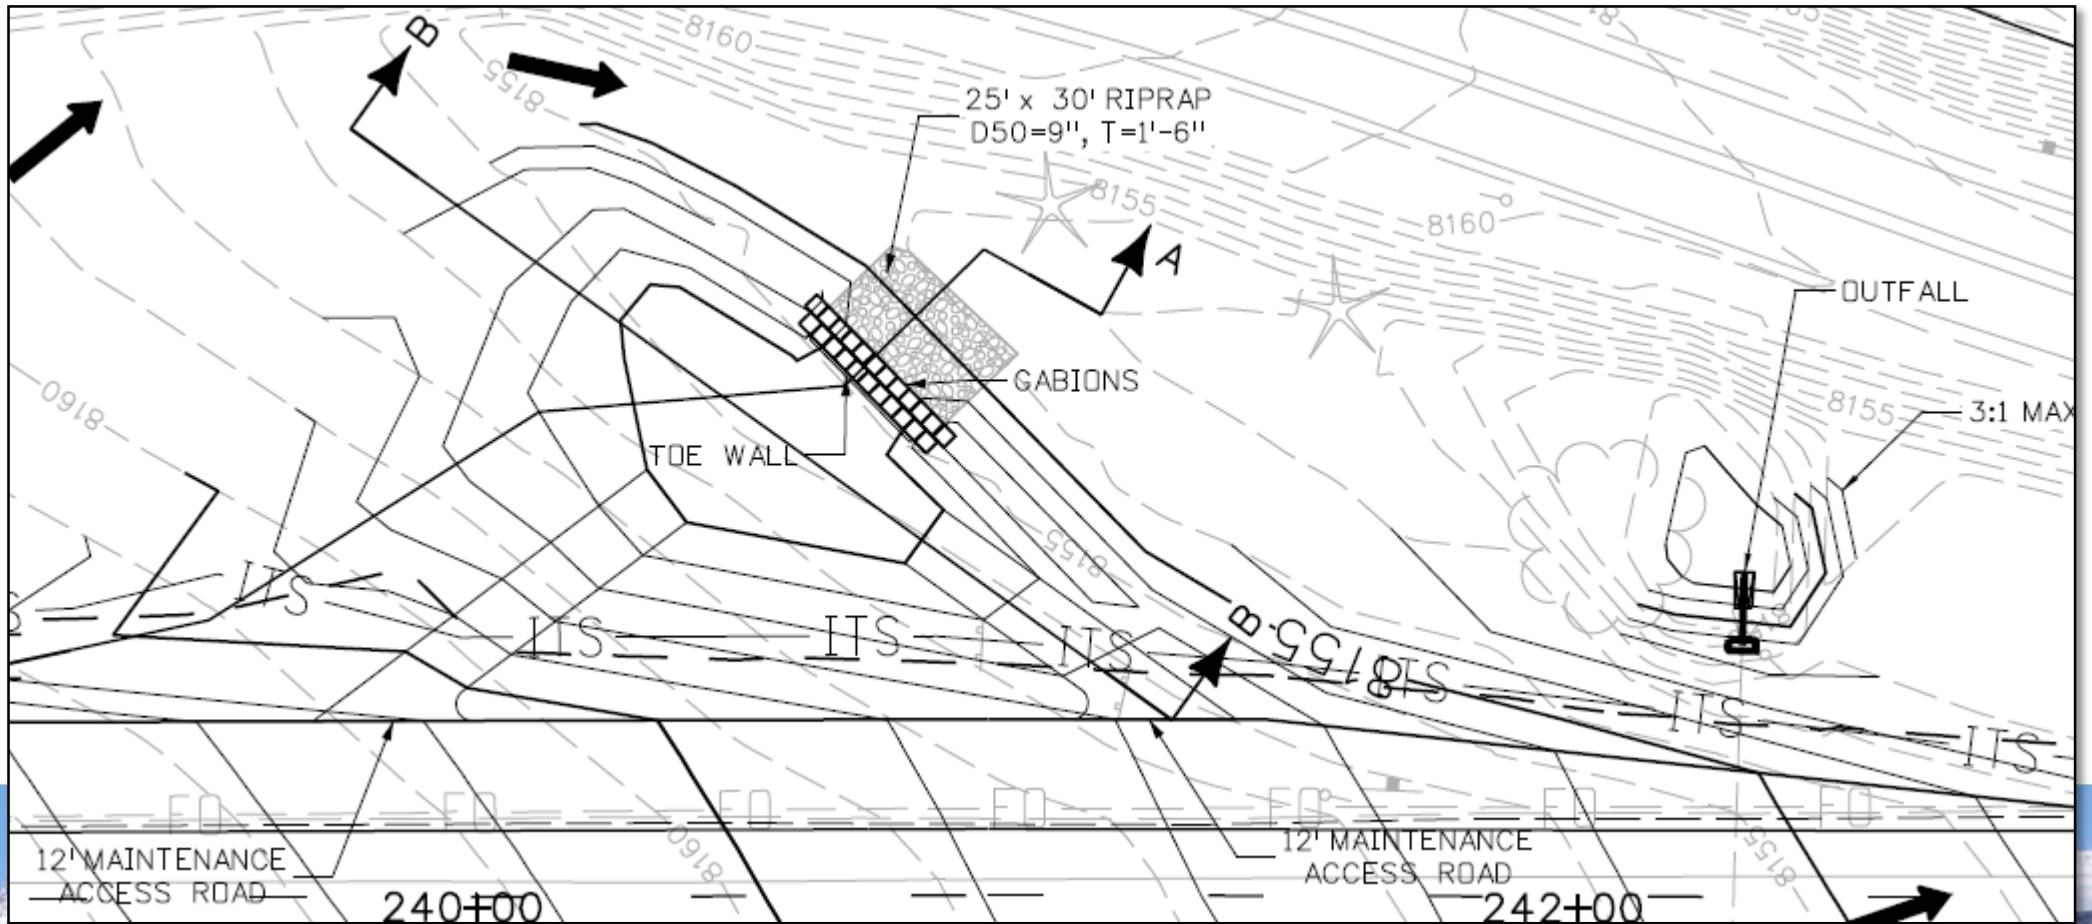 B
8160
8155
25' x 30' RIPRAP
D50=9", T=1'-6"
8155
8160
A
OUTFALL
GABIONS
8155
3:1 MAX
8160
TOE WALL
8155
ITS
ITS
ITS
ITS
B
8155
ITS
ITS
ITS
FO
FO
FO
FO
FO
FO
FO
12' MAINTENANCE
ACCESS ROAD
8160
12' MAINTENANCE
ACCESS ROAD
8155
240+00
242+00